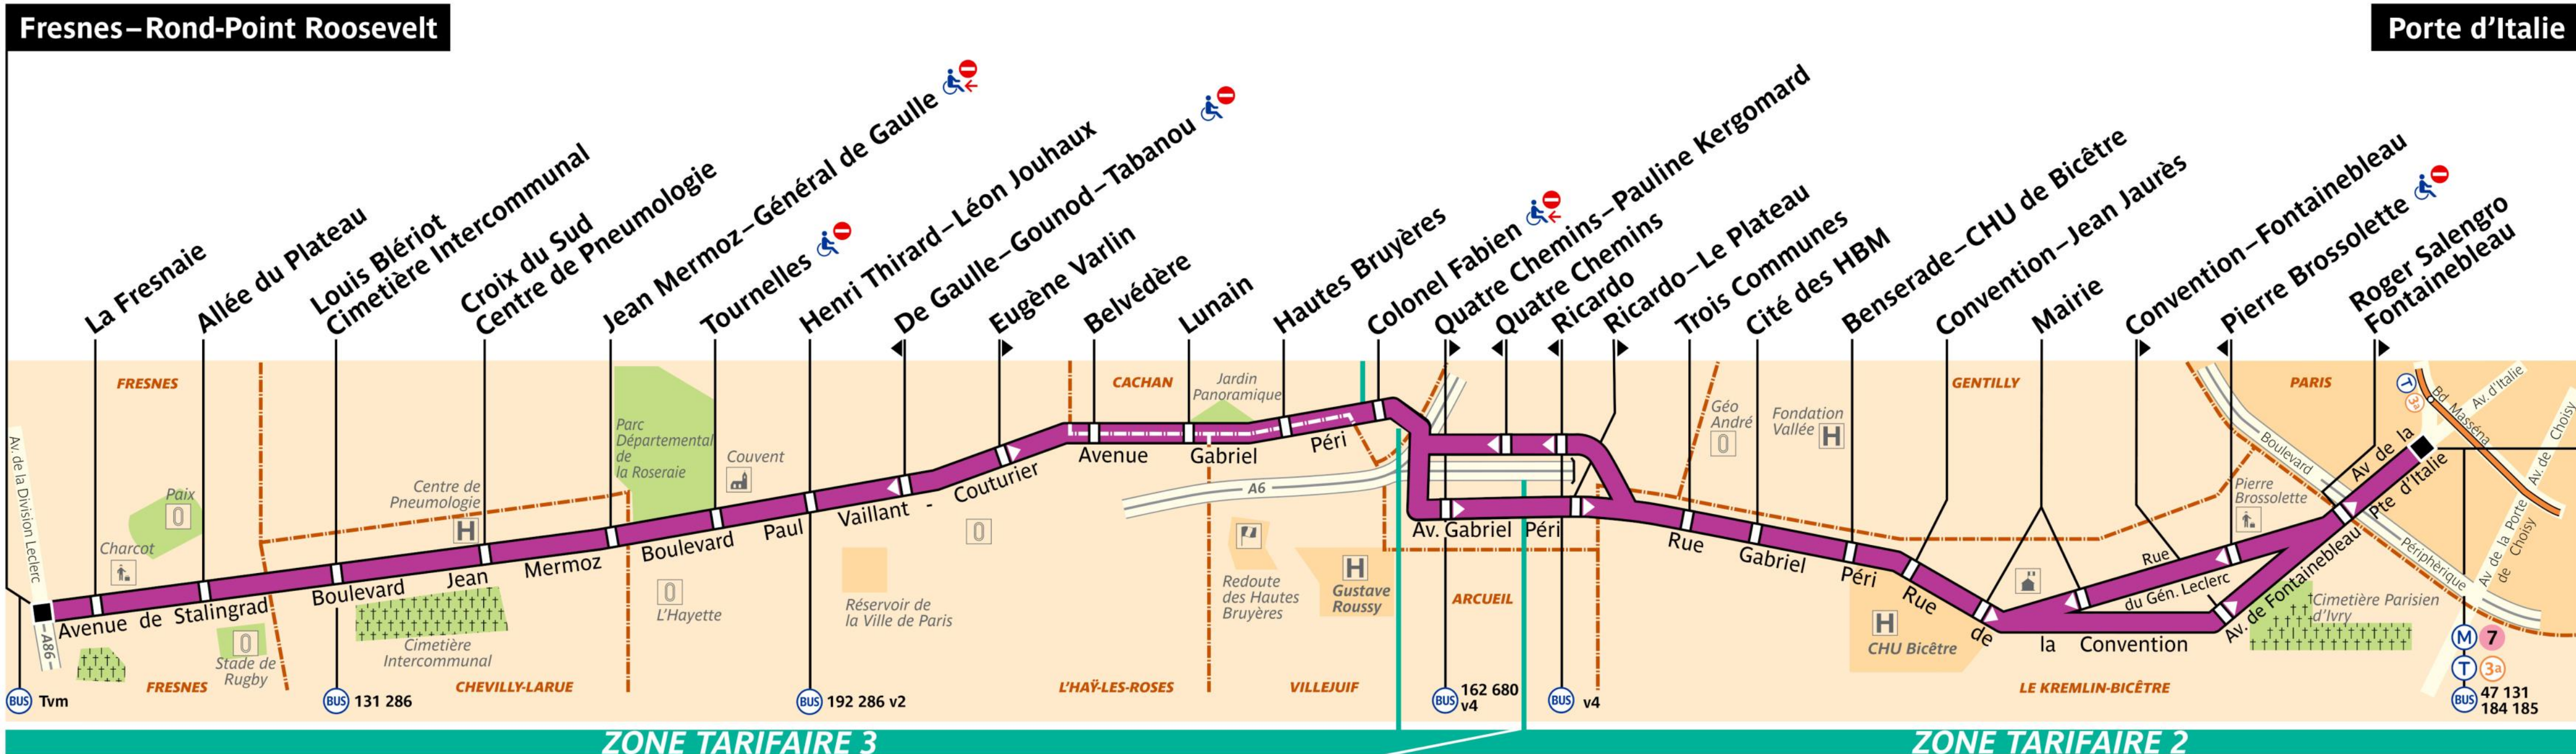 Fresnes–Rond-Point Roosevelt
Porte d'Italie
La Fresnaie
Allée du Plateau
Louis Blériot
Cimetière Intercommunal
Croix du Sud
Centre de Pneumologie
Jean Mermoz–Général de Gaulle
Tournelles
Henri Thirard–Léon Jouhaux
De Gaulle–Gounod–Tabanou
Eugène Varlin
Belvédère
Lunain
Hautes Bruyères
Colonel Fabien
Quatre Chemins–Pauline Kergomard
Quatre Chemins
Ricardo
Ricardo–Le Plateau
Trois Communes
Cité des HBM
Benserade–CHU de Bicêtre
Convention–Jean Jaurès
Mairie
Convention–Fontainebleau
Pierre Brossolette
Roger Salengro
Fontainebleau
FRESNES
CACHAN
GENTILLY
PARIS
Av. de la Division Leclerc
A86
Charcot
Paix
Stade de
Rugby
Centre de
Pneumologie
Cimetière
Intercommunal
Parc
Départemental
de
la Roseraie
Couvent
L'Hayette
Réservoir de
la Ville de Paris
Jardin
Panoramique
A6
Redoute
des Hautes
Bruyères
H
Gustave
Roussy
Géo
André
Fondation
Vallée
H
H
CHU Bicêtre
H
Pierre
Brossolette
Cimetière Parisien
d'Ivry
Boulevard
Périphérique
T
3a
Bd Masséna
Av. d'Italie
Av. de Choisy
Av. de la Porte
de Choisy
Avenue de Stalingrad
Boulevard Jean Mermoz
Boulevard Paul Vaillant - Couturier
Avenue Gabriel Péri
Av. Gabriel Péri
Rue Gabriel Péri
Rue de la Convention
Rue
du Gén. Leclerc
Av. de Fontainebleau
Av. de la
Pte d'Italie
FRESNES
CHEVILLY-LARUE
L'HAŸ-LES-ROSES
VILLEJUIF
ARCUEIL
LE KREMLIN-BICÊTRE
BUS Tvm
BUS 131 286
BUS 192 286 v2
BUS 162 680
v4
BUS v4
M 7
T 3a
BUS 47 131
184 185
ZONE TARIFAIRE 3
ZONE TARIFAIRE 2